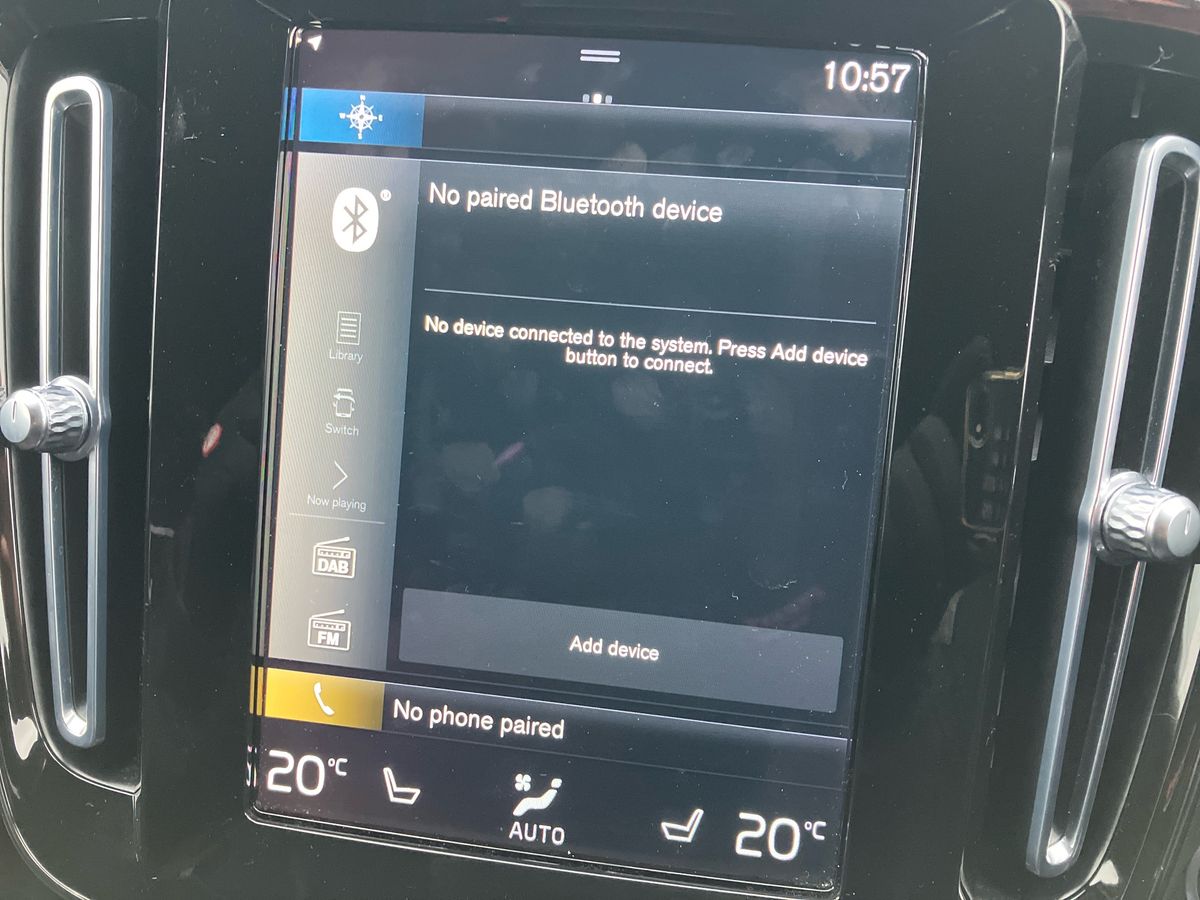 10:57
N
W E
S
®
No paired Bluetooth device
No device connected to the system. Press Add device
button to connect.
Library
Switch
Now playing
DAB
FM
Add device
No phone paired
20°C
AUTO
20°C